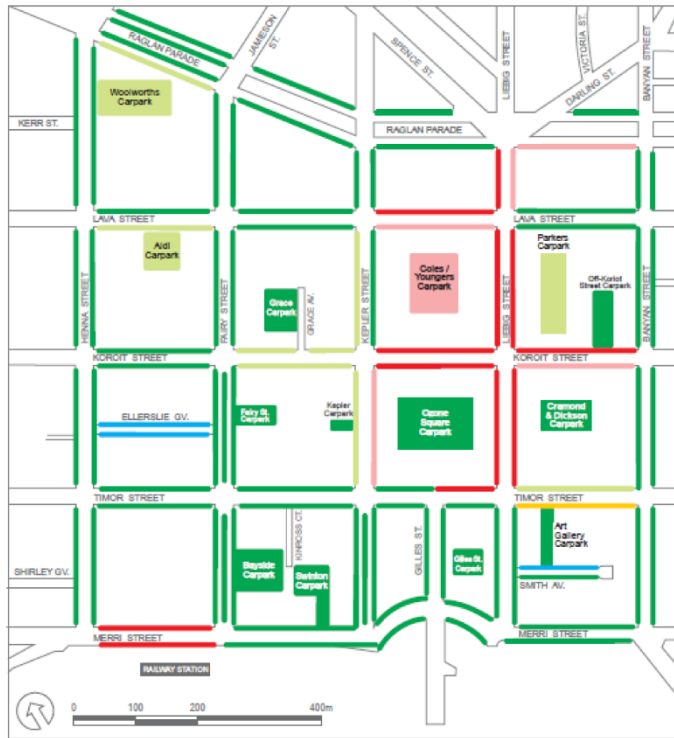 JAMIESON
ST.
RAGLAN PARADE
SPENCE ST.
LIEBIG STREET
VICTORIA ST.
DARLING ST.
BANYAN STREET
Woolworths
Carpark
KERR ST.
RAGLAN PARADE
LAVA STREET
LAVA STREET
Aldi
Carpark
Coles /
Youngers
Carpark
Parkers
Carpark
Off-Koroit
Street Carpark
Grace
Carpark
GRACE AV.
HENNA STREET
FAIRY STREET
KEPLER STREET
LIEBIG STREET
BANYAN STREET
KOROIT STREET
KOROIT STREET
ELLERSLIE GV.
Fairy St.
Carpark
Kepler
Carpark
Ozone
Square
Carpark
Cramond
& Dickson
Carpark
TIMOR STREET
TIMOR STREET
KINROSS CT.
GILLES ST.
Art
Gallery
Carpark
SHIRLEY GV.
Bayside
Carpark
Swinton
Carpark
Gilles St.
Carpark
SMITH AV.
MERRI STREET
MERRI STREET
RAILWAY STATION
0 100 200 400m